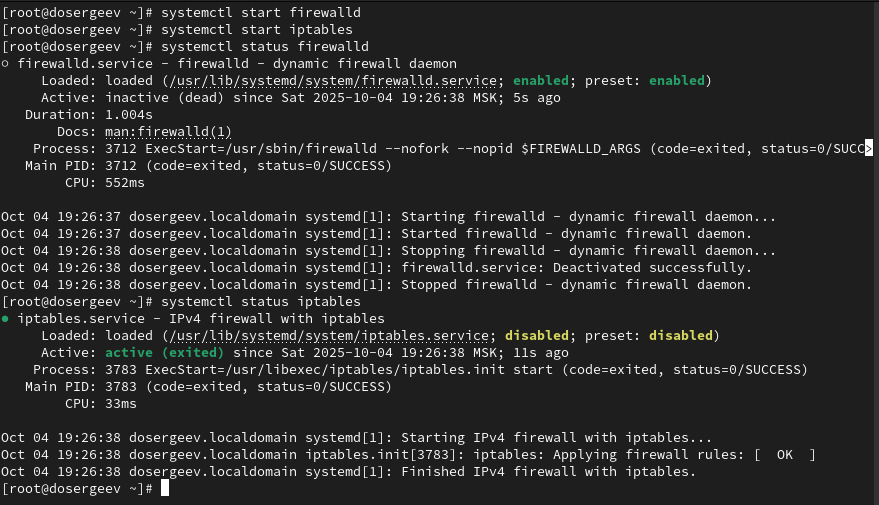 [root@dosergeev ~]# systemctl start firewalld
[root@dosergeev ~]# systemctl start iptables
[root@dosergeev ~]# systemctl status firewalld
○ firewalld.service - firewalld - dynamic firewall daemon
     Loaded: loaded (/usr/lib/systemd/system/firewalld.service; enabled; preset: enabled)
     Active: inactive (dead) since Sat 2025-10-04 19:26:38 MSK; 5s ago
   Duration: 1.004s
       Docs: man:firewalld(1)
    Process: 3712 ExecStart=/usr/sbin/firewalld --nofork --nopid $FIREWALLD_ARGS (code=exited, status=0/SUCC>
   Main PID: 3712 (code=exited, status=0/SUCCESS)
        CPU: 552ms

Oct 04 19:26:37 dosergeev.localdomain systemd[1]: Starting firewalld - dynamic firewall daemon...
Oct 04 19:26:37 dosergeev.localdomain systemd[1]: Started firewalld - dynamic firewall daemon.
Oct 04 19:26:38 dosergeev.localdomain systemd[1]: Stopping firewalld - dynamic firewall daemon...
Oct 04 19:26:38 dosergeev.localdomain systemd[1]: firewalld.service: Deactivated successfully.
Oct 04 19:26:38 dosergeev.localdomain systemd[1]: Stopped firewalld - dynamic firewall daemon.
[root@dosergeev ~]# systemctl status iptables
● iptables.service - IPv4 firewall with iptables
     Loaded: loaded (/usr/lib/systemd/system/iptables.service; disabled; preset: disabled)
     Active: active (exited) since Sat 2025-10-04 19:26:38 MSK; 11s ago
    Process: 3783 ExecStart=/usr/libexec/iptables/iptables.init start (code=exited, status=0/SUCCESS)
   Main PID: 3783 (code=exited, status=0/SUCCESS)
        CPU: 33ms

Oct 04 19:26:38 dosergeev.localdomain systemd[1]: Starting IPv4 firewall with iptables...
Oct 04 19:26:38 dosergeev.localdomain iptables.init[3783]: iptables: Applying firewall rules: [  OK  ]
Oct 04 19:26:38 dosergeev.localdomain systemd[1]: Finished IPv4 firewall with iptables.
[root@dosergeev ~]#